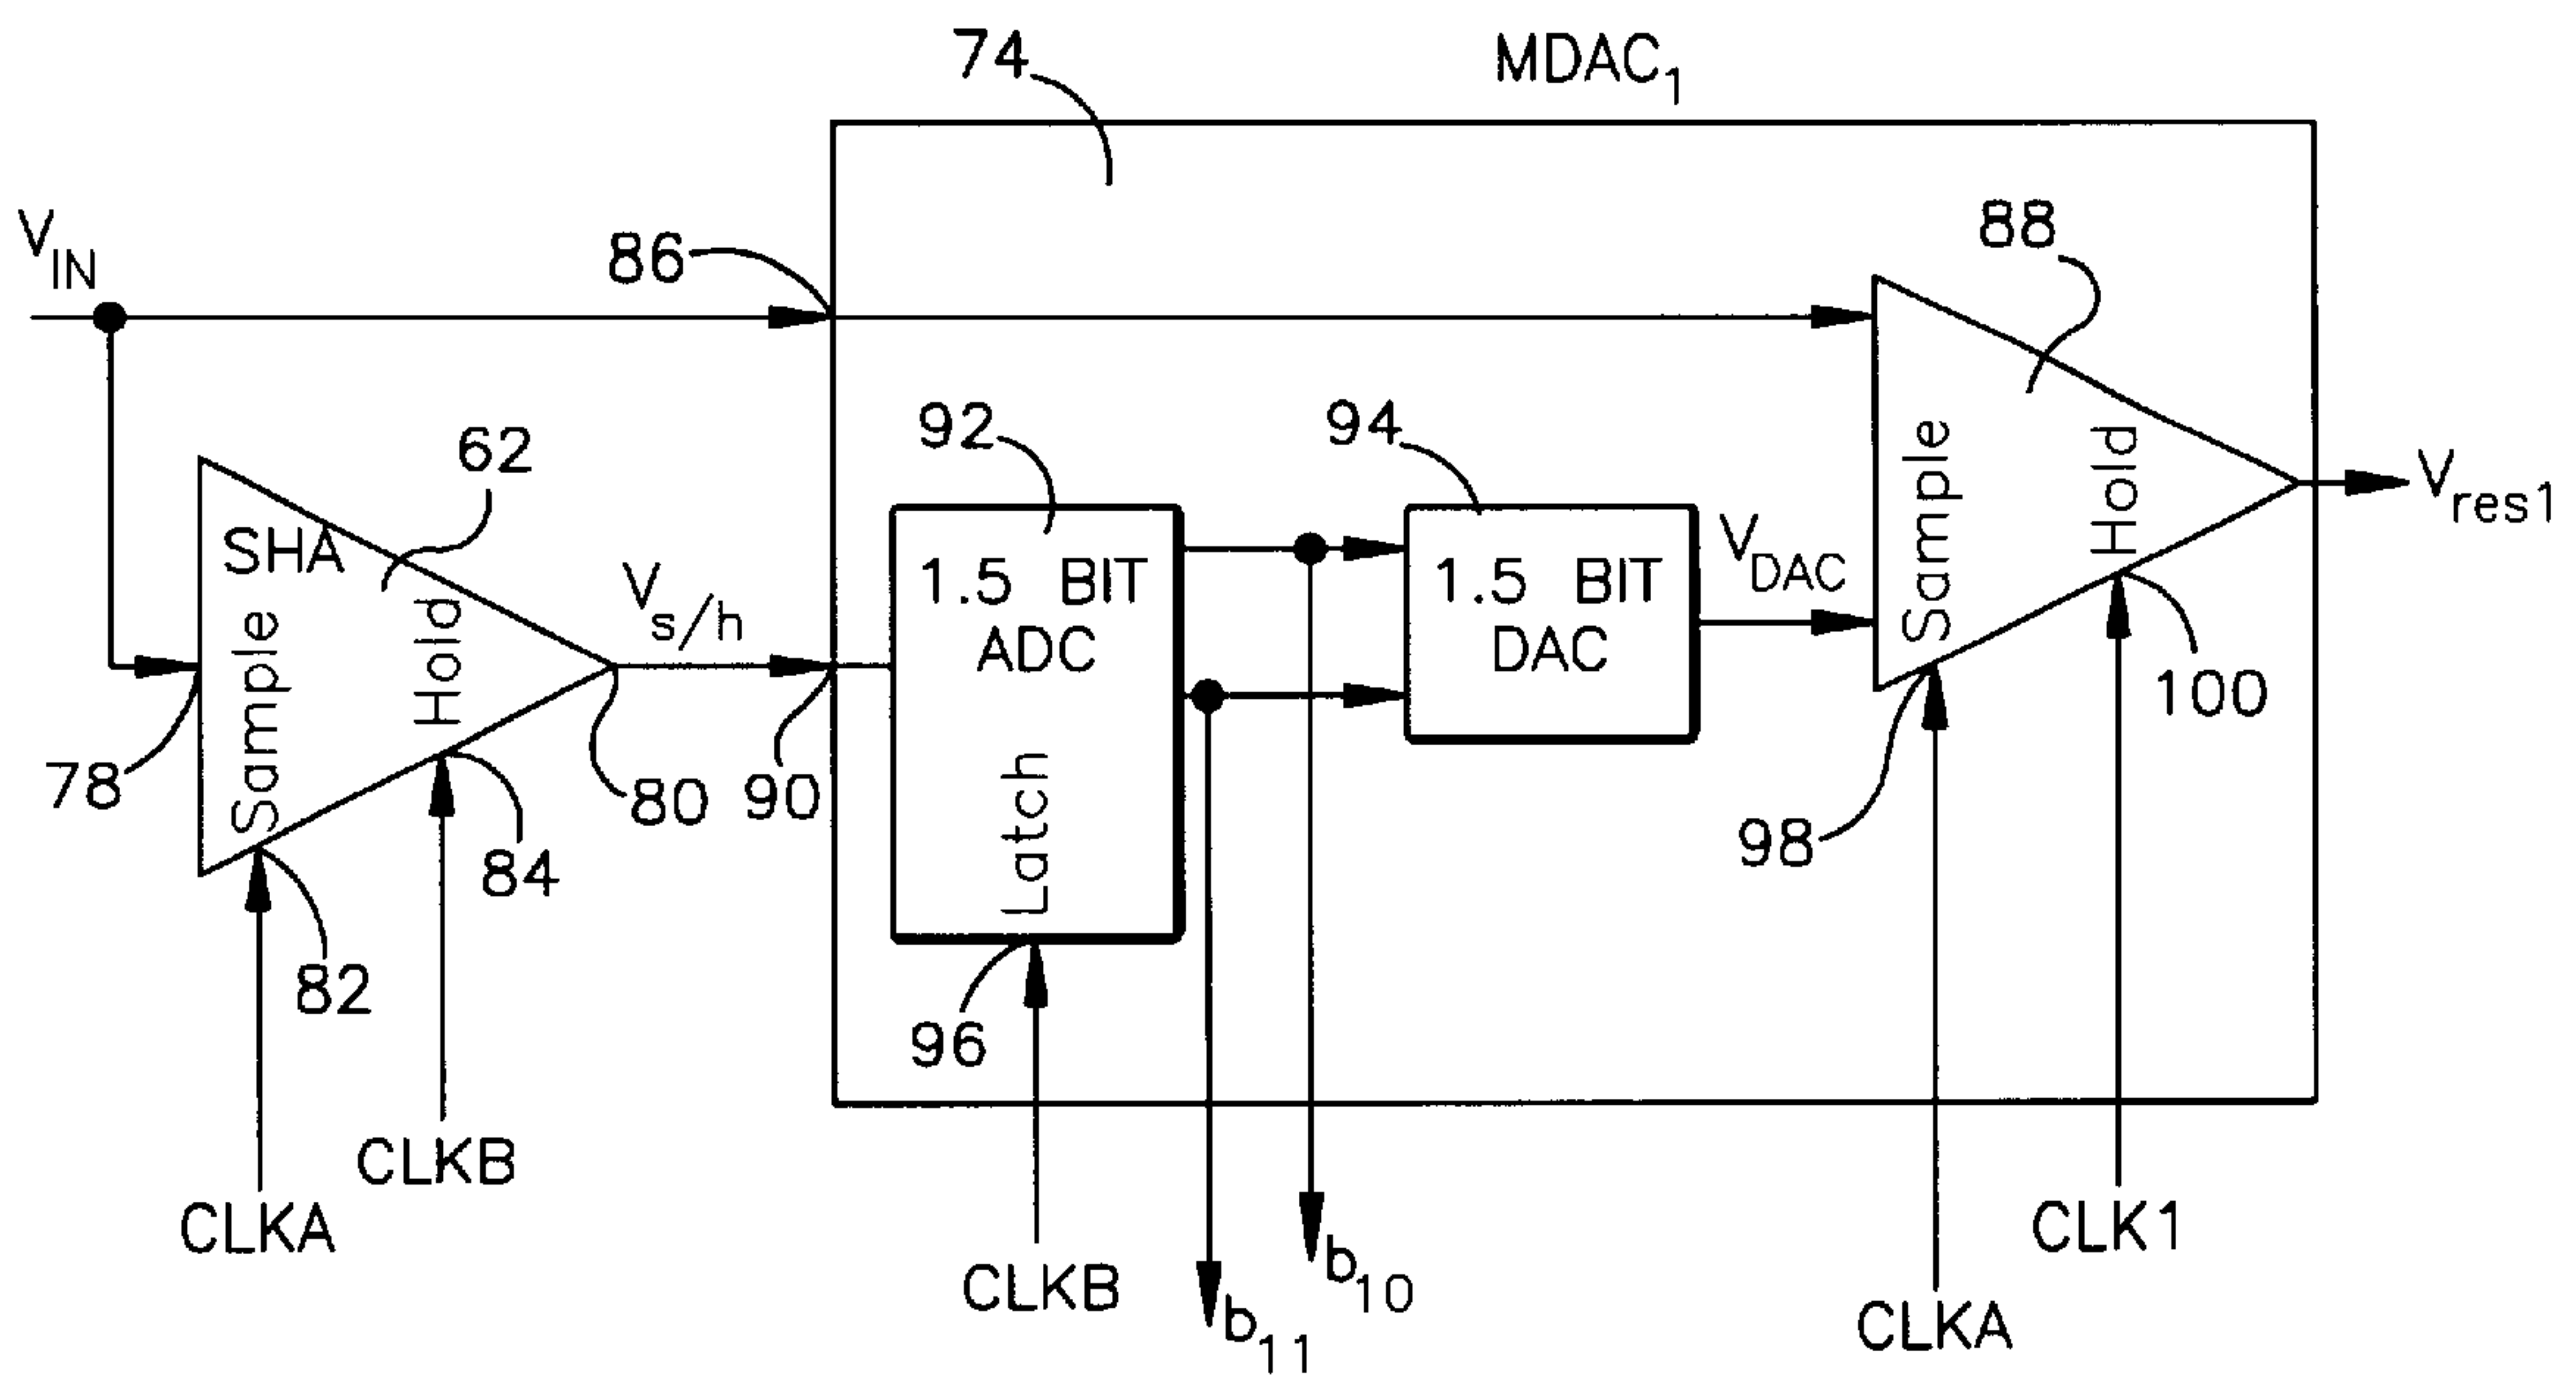 74
MDAC1
VIN
86
88
92
94
62
SHA
Sample
Hold
Vs/h
1.5 BIT
ADC
Latch
1.5 BIT
DAC
VDAC
Sample
Hold
Vres1
78
80
90
84
82
96
98
100
CLKA
CLKB
CLKB
b11
b10
CLKA
CLK1